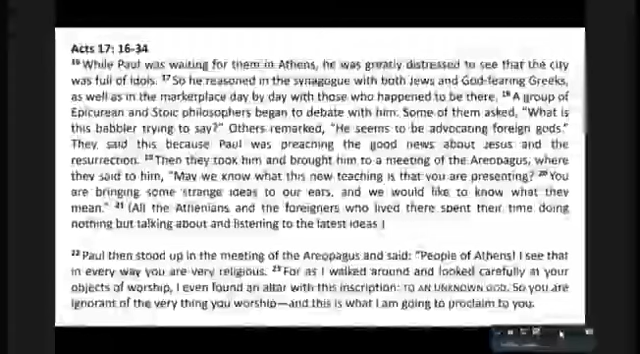 Acts 17: 16-34
16 While Paul was waiting for them in Athens, he was greatly distressed to see that the city
was full of idols. 17 So he reasoned in the synagogue with both Jews and God-fearing Greeks,
as well as in the marketplace day by day with those who happened to be there. 18 A group of
Epicurean and Stoic philosophers began to debate with him. Some of them asked, "What is
this babbler trying to say?" Others remarked, "He seems to be advocating foreign gods."
They said this because Paul was preaching the good news about Jesus and the
resurrection. 19 Then they took him and brought him to a meeting of the Areopagus, where
they said to him, "May we know what this new teaching is that you are presenting? 20 You
are bringing some strange ideas to our ears, and we would like to know what they
mean." 21 (All the Athenians and the foreigners who lived there spent their time doing
nothing but talking about and listening to the latest ideas.)
22 Paul then stood up in the meeting of the Areopagus and said: "People of Athens! I see that
in every way you are very religious. 23 For as I walked around and looked carefully at your
objects of worship, I even found an altar with this inscription: TO AN UNKNOWN GOD. So you are
ignorant of the very thing you worship—and this is what I am going to proclaim to you.